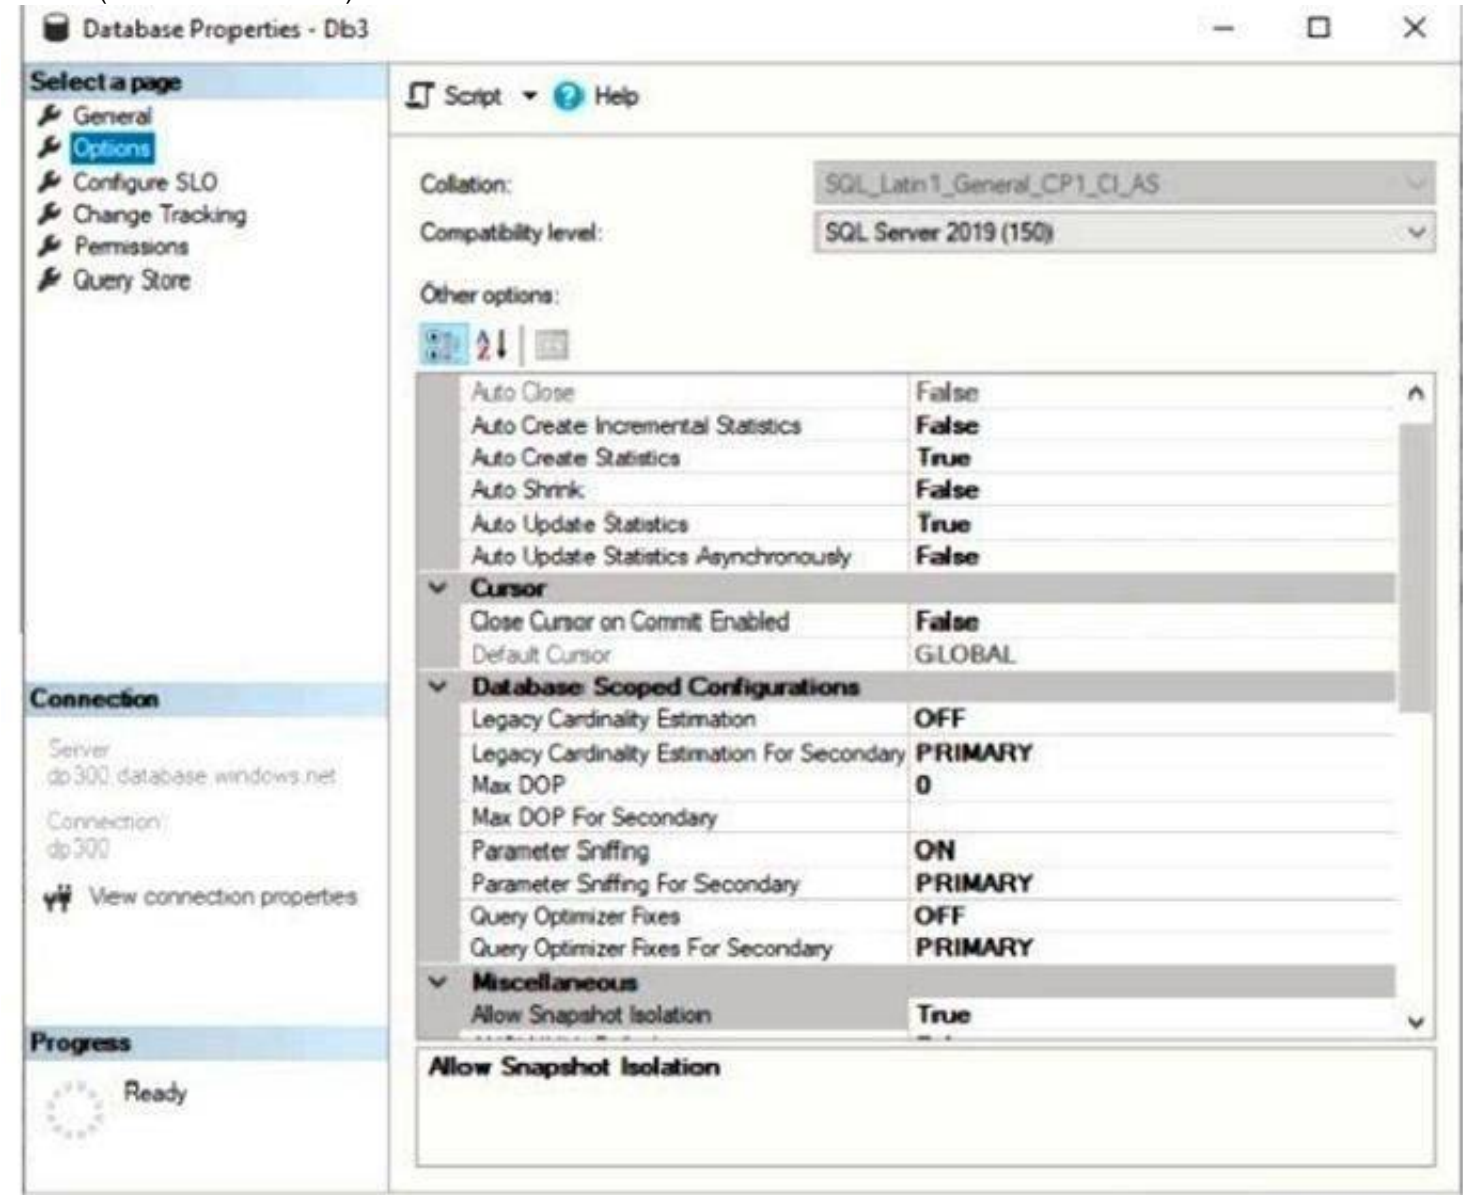 Database Properties - Db3
Select a page
General
Options
Configure SLO
Change Tracking
Permissions
Query Store
Script
Help
Collation:
SQL_Latin1_General_CP1_CI_AS
Compatibility level:
SQL Server 2019 (150)
Other options:
Auto Close False
Auto Create Incremental Statistics False
Auto Create Statistics True
Auto Shrink False
Auto Update Statistics True
Auto Update Statistics Asynchronously False
Cursor
Close Cursor on Commit Enabled False
Default Cursor GLOBAL
Database Scoped Configurations
Legacy Cardinality Estimation OFF
Legacy Cardinality Estimation For Secondary PRIMARY
Max DOP 0
Max DOP For Secondary
Parameter Sniffing ON
Parameter Sniffing For Secondary PRIMARY
Query Optimizer Fixes OFF
Query Optimizer Fixes For Secondary PRIMARY
Miscellaneous
Allow Snapshot Isolation True
Allow Snapshot Isolation
Connection
Server
dp300.database.windows.net
Connection:
dp300
View connection properties
Progress
Ready